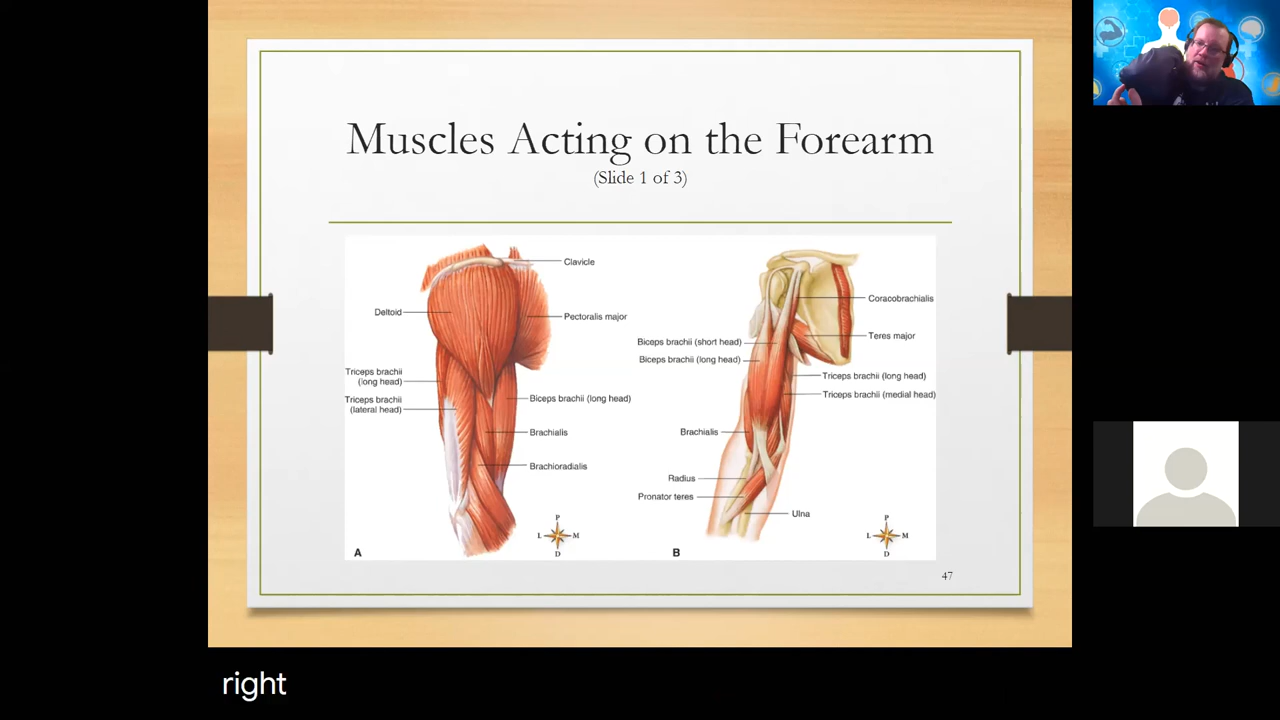 Muscles Acting on the Forearm
(Slide 1 of 3)
Clavicle
Deltoid
Pectoralis major
Triceps brachii
(long head)
Triceps brachii
(lateral head)
Biceps brachii (long head)
Brachialis
Brachioradialis
P
L
M
D
A
Coracobrachialis
Teres major
Biceps brachii (short head)
Biceps brachii (long head)
Triceps brachii (long head)
Triceps brachii (medial head)
Brachialis
Radius
Pronator teres
Ulna
P
L
M
D
B
47
right